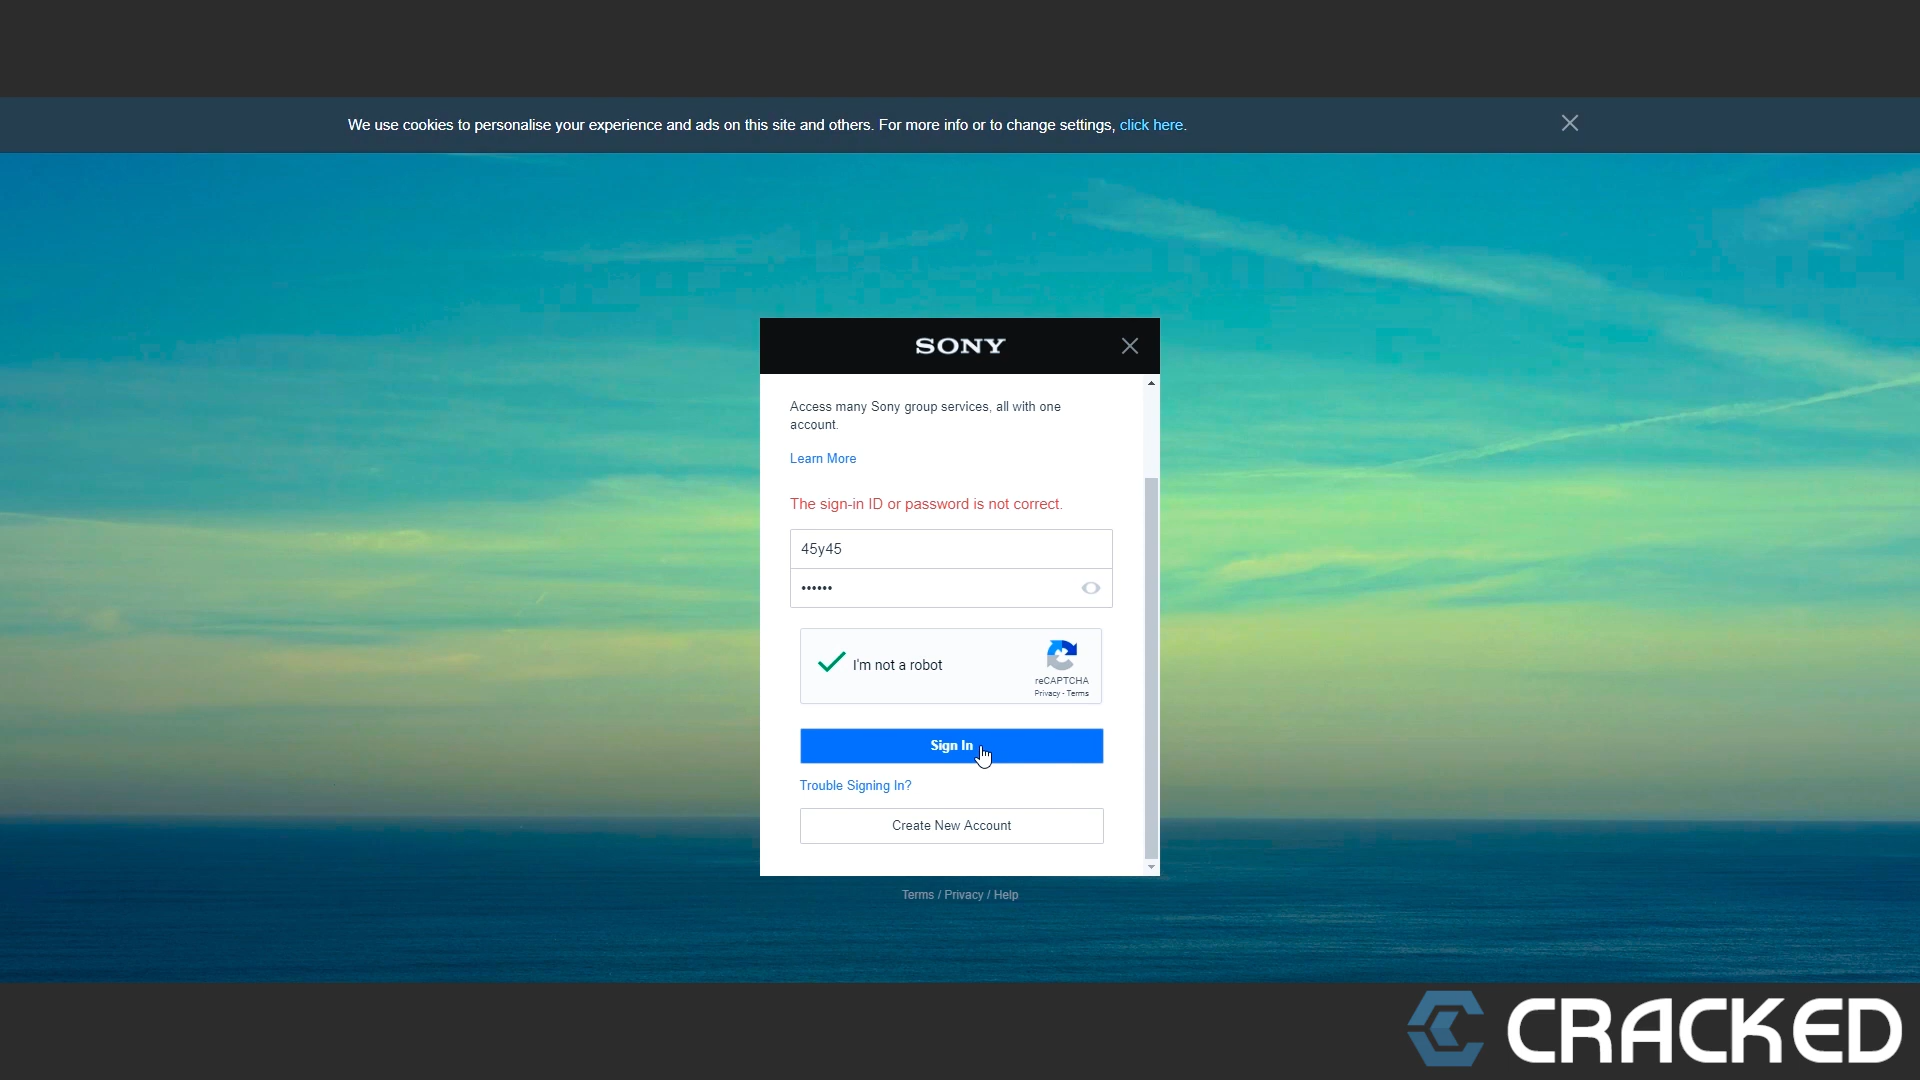 We use cookies to personalise your experience and ads on this site and others. For more info or to change settings, click here.
SONY
Access many Sony group services, all with one
account.
Learn More
The sign-in ID or password is not correct.
45y45
••••••
I'm not a robot
reCAPTCHA
Privacy - Terms
Sign In
Trouble Signing In?
Create New Account
Terms / Privacy / Help
CRACKED